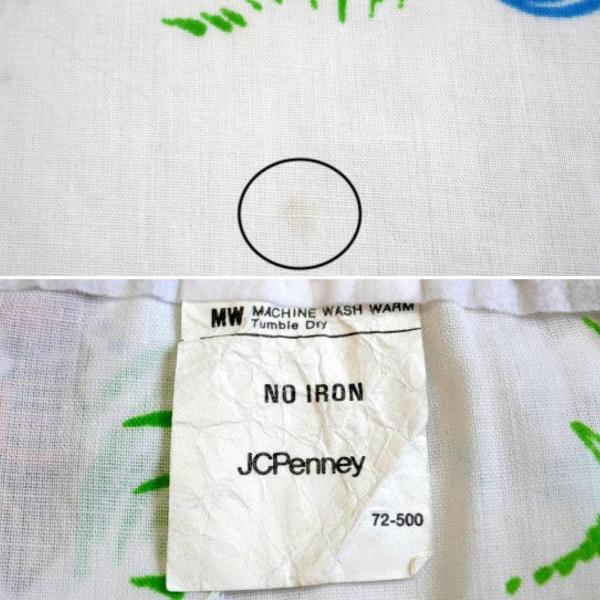 MW MACHINE WASH WARM
Tumble Dry
NO IRON
JCPenney
72-500